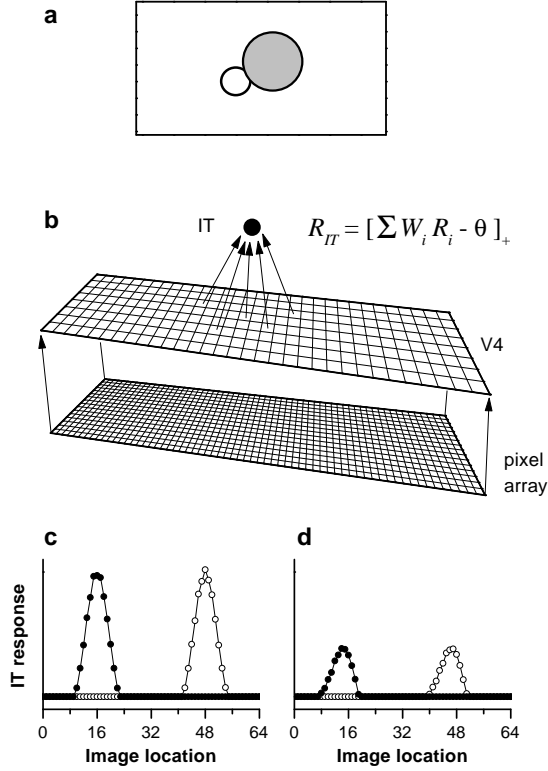 a
b
IT
R_IT = [ ∑ W_i R_i - θ ]_+
V4
pixel
array
c
d
IT response
0 16 32 48 64
0 16 32 48 64
Image location
Image location